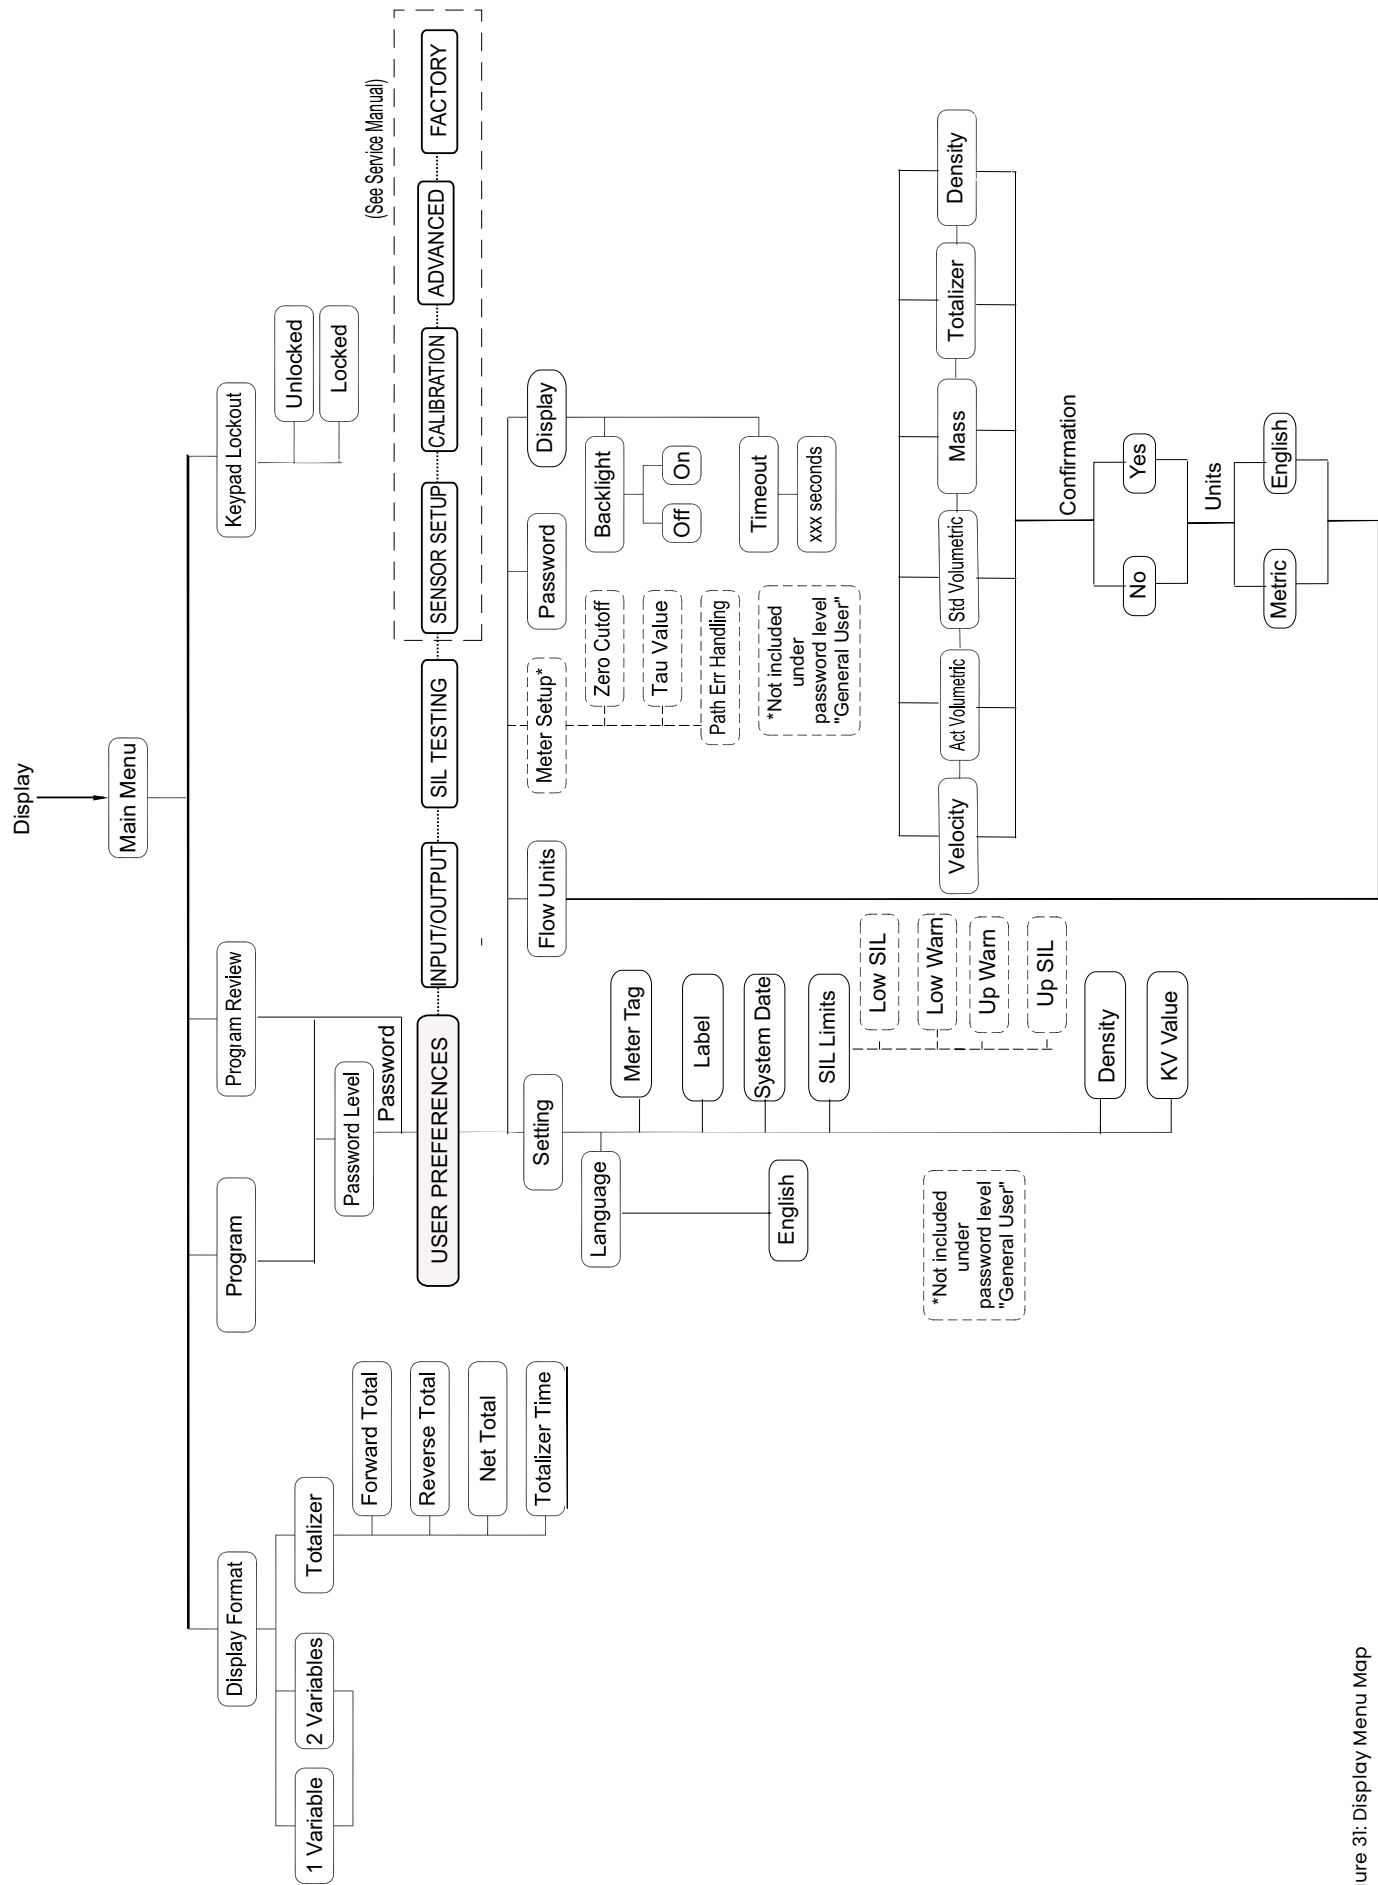 Display
Main Menu
Display Format
Program
Program Review
Keypad Lockout
1 Variable
2 Variables
Totalizer
Forward Total
Reverse Total
Net Total
Totalizer Time
Unlocked
Locked
Password Level
Password
(See Service Manual)
USER PREFERENCES
INPUT/OUTPUT
SIL TESTING
SENSOR SETUP
CALIBRATION
ADVANCED
FACTORY
Setting
Flow Units
Meter Setup*
Password
Display
Language
English
Meter Tag
Label
System Date
SIL Limits
Low SIL
Low Warn
Up Warn
Up SIL
Density
KV Value
*Not included
under
password level
"General User"
Zero Cutoff
Tau Value
Path Err Handling
*Not included
under
password level
"General User"
Backlight
Off
On
Timeout
xxx seconds
Velocity
Act Volumetric
Std Volumetric
Mass
Totalizer
Density
Confirmation
No
Yes
Units
Metric
English
ure 31: Display Menu Map